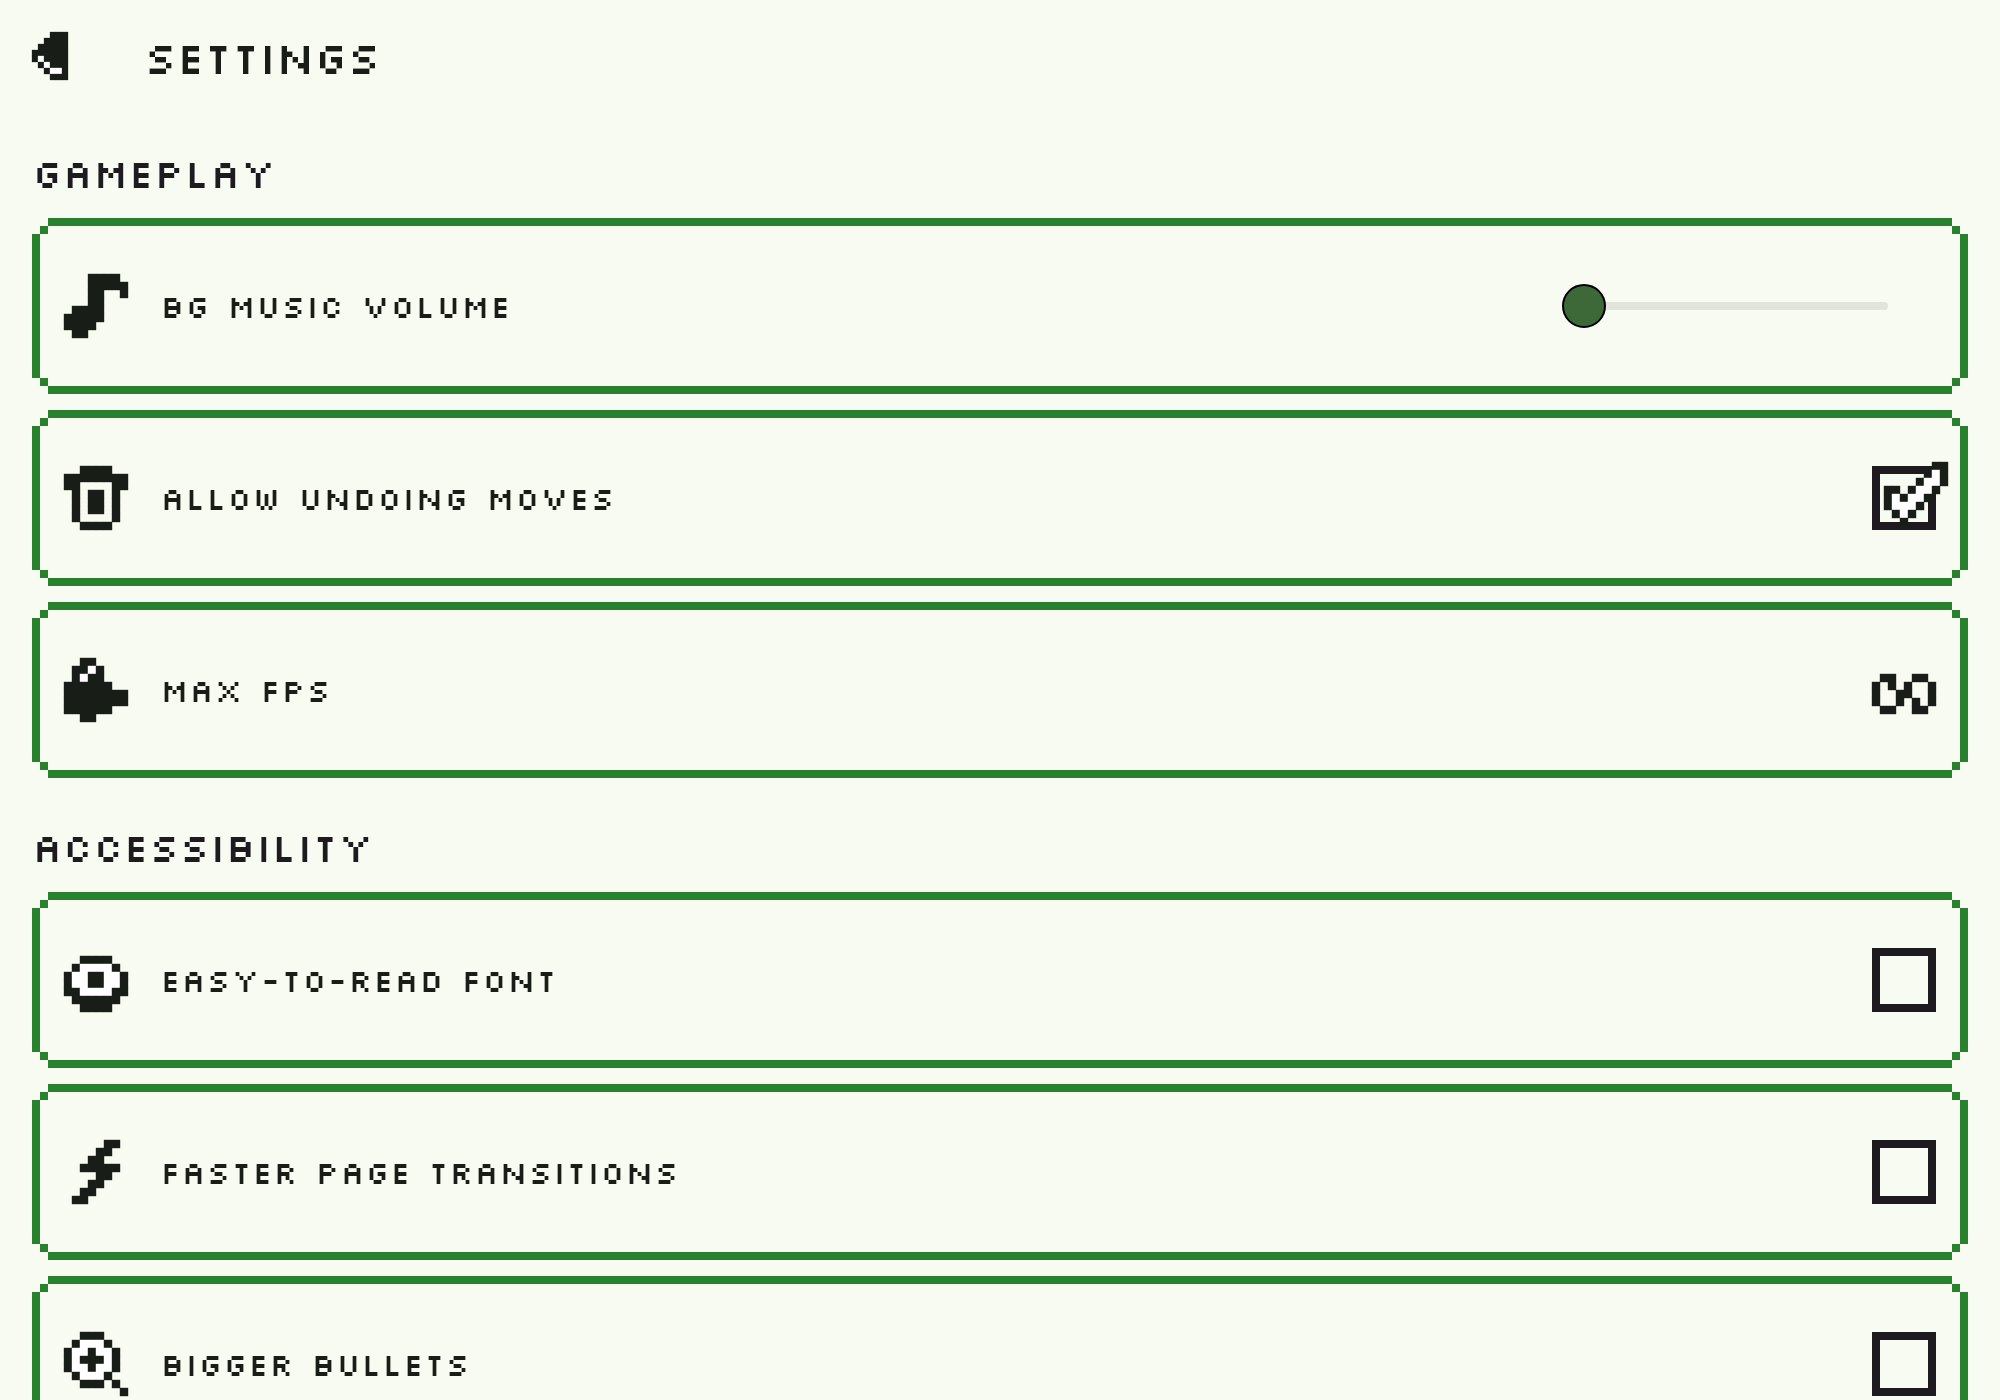 SETTINGS
GAMEPLAY
BG MUSIC VOLUME
ALLOW UNDOING MOVES
MAX FPS
∞
ACCESSIBILITY
EASY-TO-READ FONT
FASTER PAGE TRANSITIONS
BIGGER BULLETS